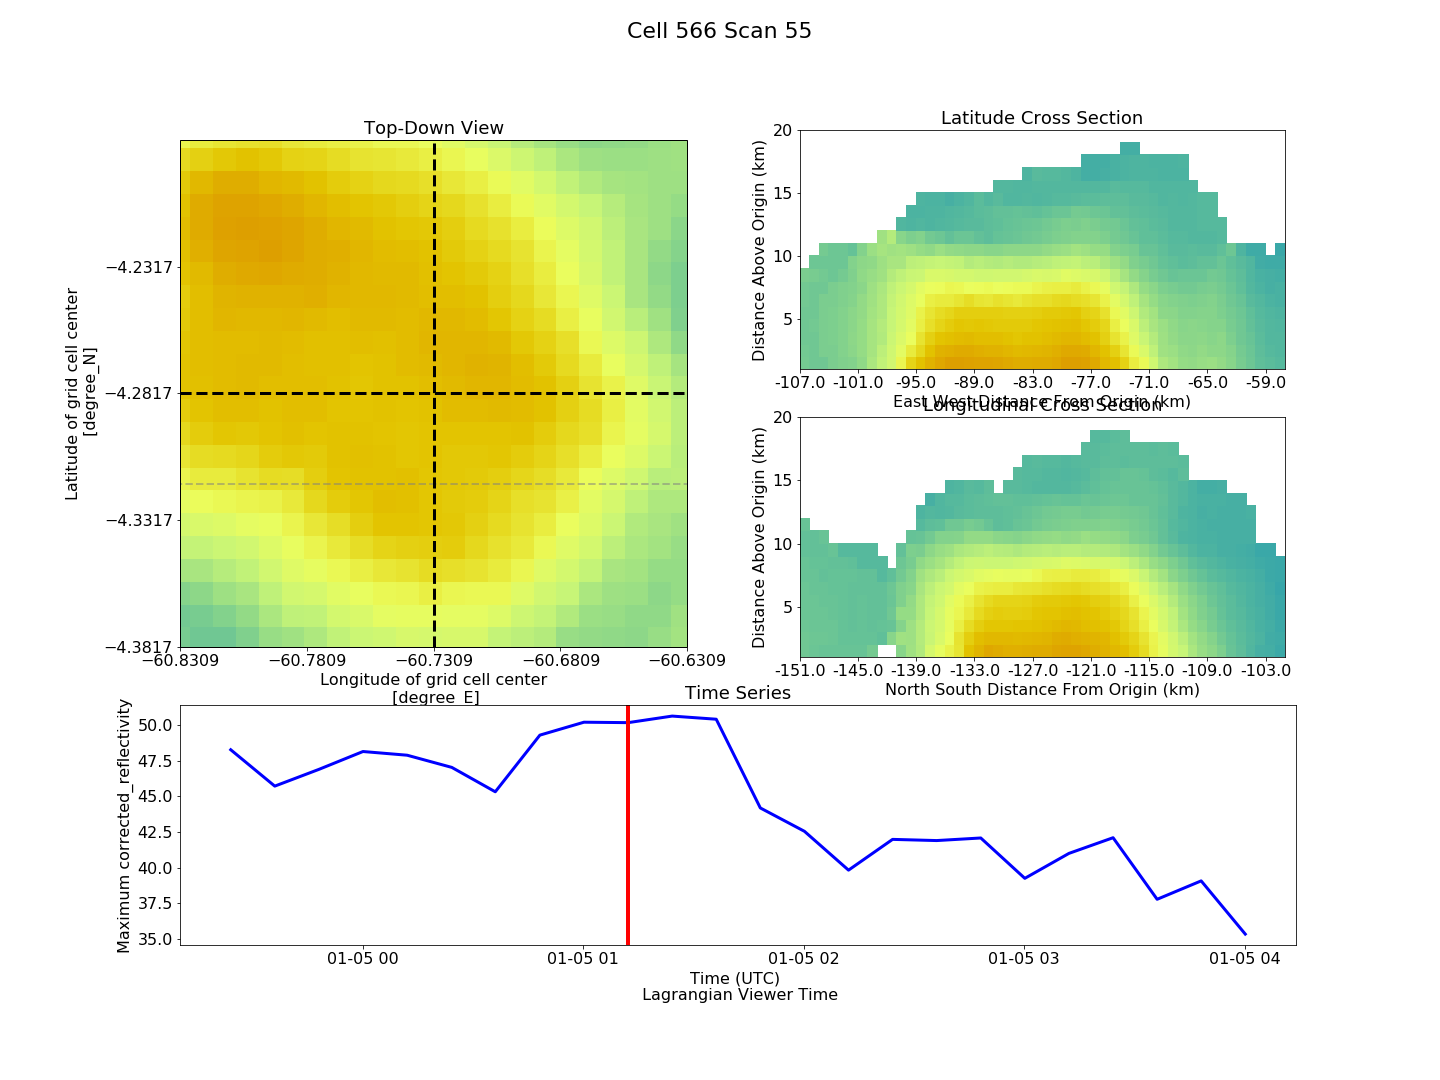 Cell 566 Scan 55
Top-Down View
−4.2317
−4.2817
−4.3317
−4.3817
Latitude of grid cell center
[degree_N]
−60.8309 −60.7809 −60.7309 −60.6809 −60.6309
Longitude of grid cell center
[degree_E]
Latitude Cross Section
20
15
10
5
Distance Above Origin (km)
-107.0 -101.0 -95.0 -89.0 -83.0 -77.0 -71.0 -65.0 -59.0
East West Distance From Origin (km)
Longitudinal Cross Section
20
15
10
5
Distance Above Origin (km)
-151.0 -145.0 -139.0 -133.0 -127.0 -121.0 -115.0 -109.0 -103.0
North South Distance From Origin (km)
Time Series
50.0
47.5
45.0
42.5
40.0
37.5
35.0
Maximum corrected_reflectivity
01-05 00 01-05 01 01-05 02 01-05 03 01-05 04
Time (UTC)
Lagrangian Viewer Time